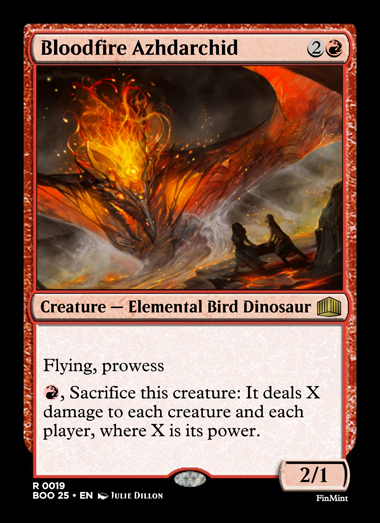 Bloodfire Azhdarchid 2
Creature — Elemental Bird Dinosaur
Flying, prowess
, Sacrifice this creature: It deals X
damage to each creature and each
player, where X is its power.
2/1
R 0019
BOO 25 • EN Julie Dillon
FinMint